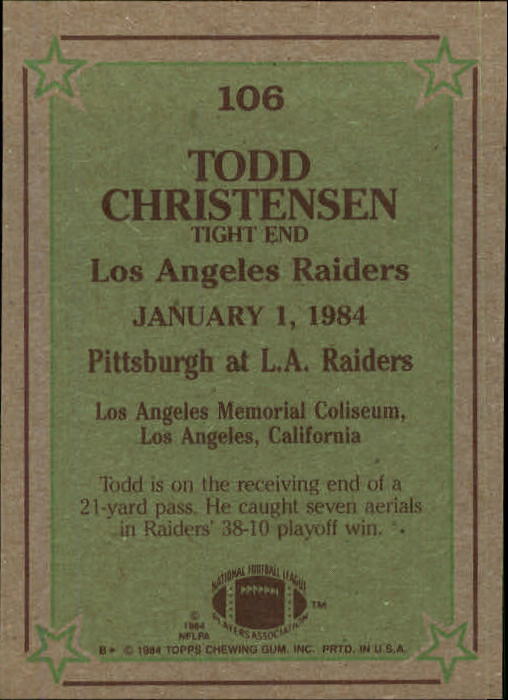 106
TODD
CHRISTENSEN
TIGHT END
Los Angeles Raiders
JANUARY 1, 1984
Pittsburgh at L.A. Raiders
Los Angeles Memorial Coliseum,
Los Angeles, California
Todd is on the receiving end of a
21-yard pass. He caught seven aerials
in Raiders' 38-10 playoff win.
NATIONAL FOOTBALL LEAGUE
PLAYERS ASSOCIATION
TM
©
1984
NFLPA
B* © 1984 TOPPS CHEWING GUM, INC. PRTD. IN U.S.A.